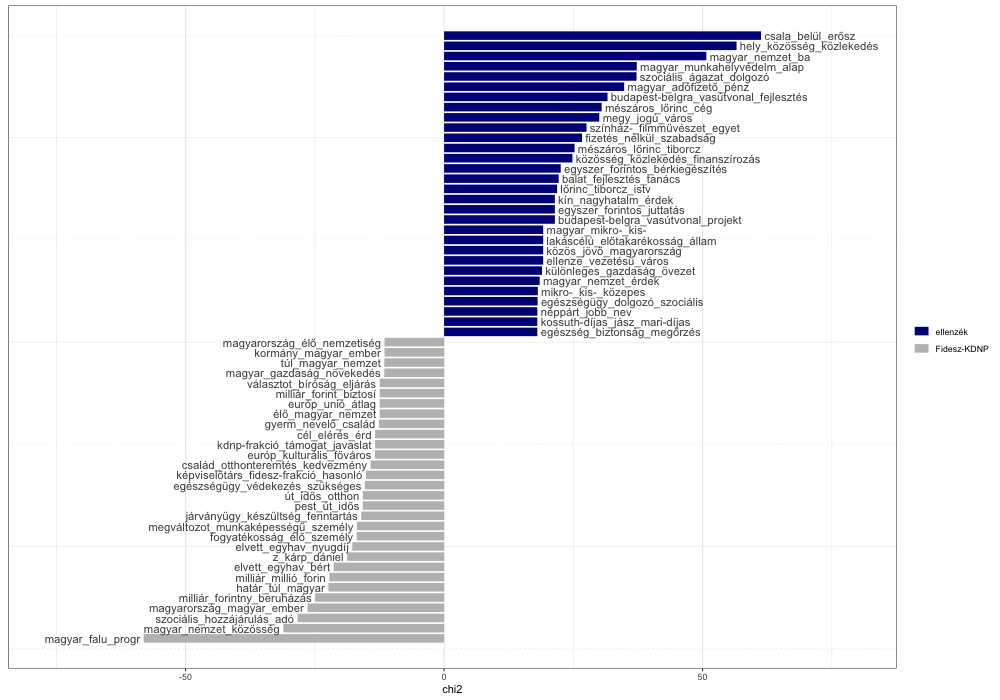 csala_belül_erősz
hely_közösség_közlekedés
magyar_nemzet_ba
magyar_munkahelyvédelm_alap
szociális_ágazat_dolgozó
magyar_adófizető_pénz
budapest-belgra_vasútvonal_fejlesztés
mészáros_lőrinc_cég
megy_jogú_város
színház-_filmművészet_egyet
fizetés_nélkül_szabadság
mészáros_lőrinc_tiborcz
közösség_közlekedés_finanszírozás
egyszer_forintos_bérkiegészítés
balat_fejlesztés_tanács
lőrinc_tiborcz_istv
kín_nagyhatalm_érdek
egyszer_forintos_juttatás
budapest-belgra_vasútvonal_projekt
magyar_mikro-_kis-
lakáscélú_előtakarékosság_állam
közös_jövő_magyarország
ellenze_vezetésű_város
különleges_gazdaság_övezet
magyar_nemzet_érdek
mikro-_kis-_közepes
egészségügy_dolgozó_szociális
néppárt_jobb_nev
kossuth-díjas_jász_mari-díjas
egészség_biztonság_megőrzés
magyarország_élő_nemzetiség
kormány_magyar_ember
túl_magyar_nemzet
magyar_gazdaság_növekedés
választot_bíróság_eljárás
milliár_forint_biztosí
európ_unió_átlag
élő_magyar_nemzet
gyerm_nevelő_család
cél_elérés_érd
kdnp-frakció_támogat_javaslat
európ_kulturális_főváros
család_otthonteremtés_kedvezmény
képviselőtárs_fidesz-frakció_hasonló
egészségügy_védekezés_szükséges
út_idős_otthon
pest_út_idős
járványügy_készültség_fenntartás
megváltozot_munkaképességű_személy
fogyatékosság_élő_személy
elvett_egyhav_nyugdíj
z_kárp_dániel
elvett_egyhav_bért
milliár_millió_forin
határ_túl_magyar
milliár_forintny_beruházás
magyarország_magyar_ember
szociális_hozzájárulás_adó
magyar_nemzet_közösség
magyar_falu_progr
ellenzék
Fidesz-KDNP
-50
0
50
chi2